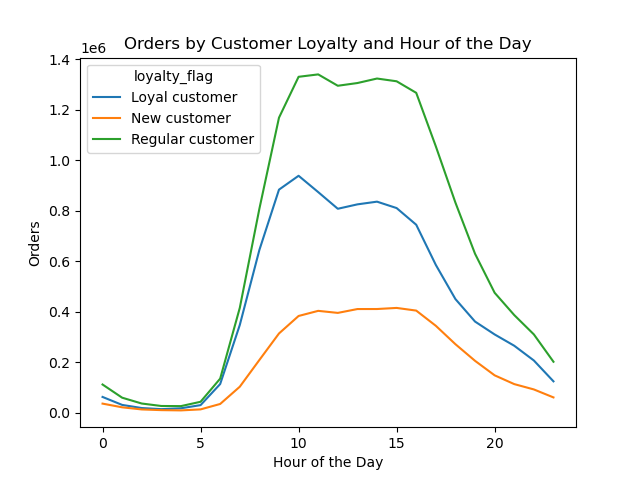 Orders by Customer Loyalty and Hour of the Day
1e6
1.4
1.2
1.0
0.8
0.6
0.4
0.2
0.0
Orders
loyalty_flag
Loyal customer
New customer
Regular customer
0 5 10 15 20
Hour of the Day